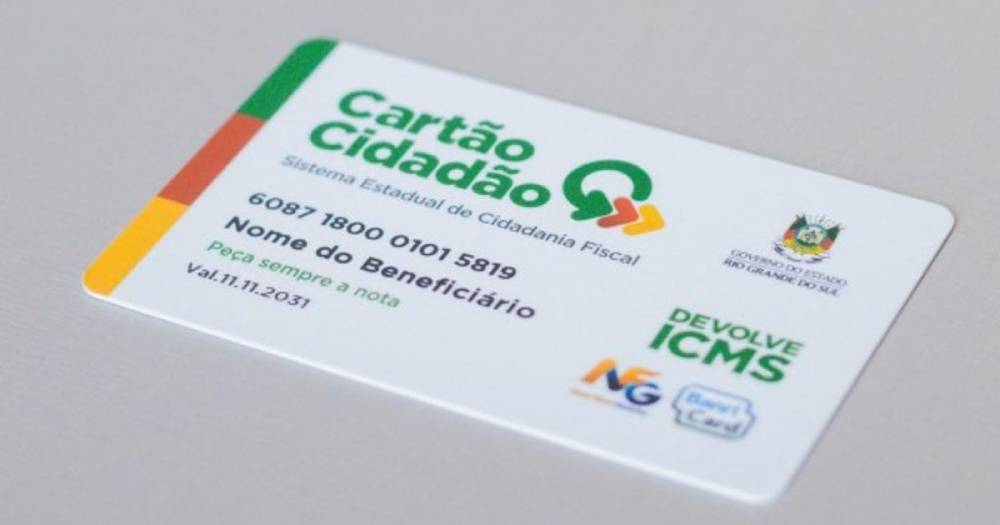 Cartão
Cidadão
Sistema Estadual de Cidadania Fiscal
6087 1800 0101 5819
Nome do Beneficiário
Peça sempre a nota
Val.11.11.2031
GOVERNO DO ESTADO
RIO GRANDE DO SUL
DEVOLVE
ICMS
NFG
Banri
Card